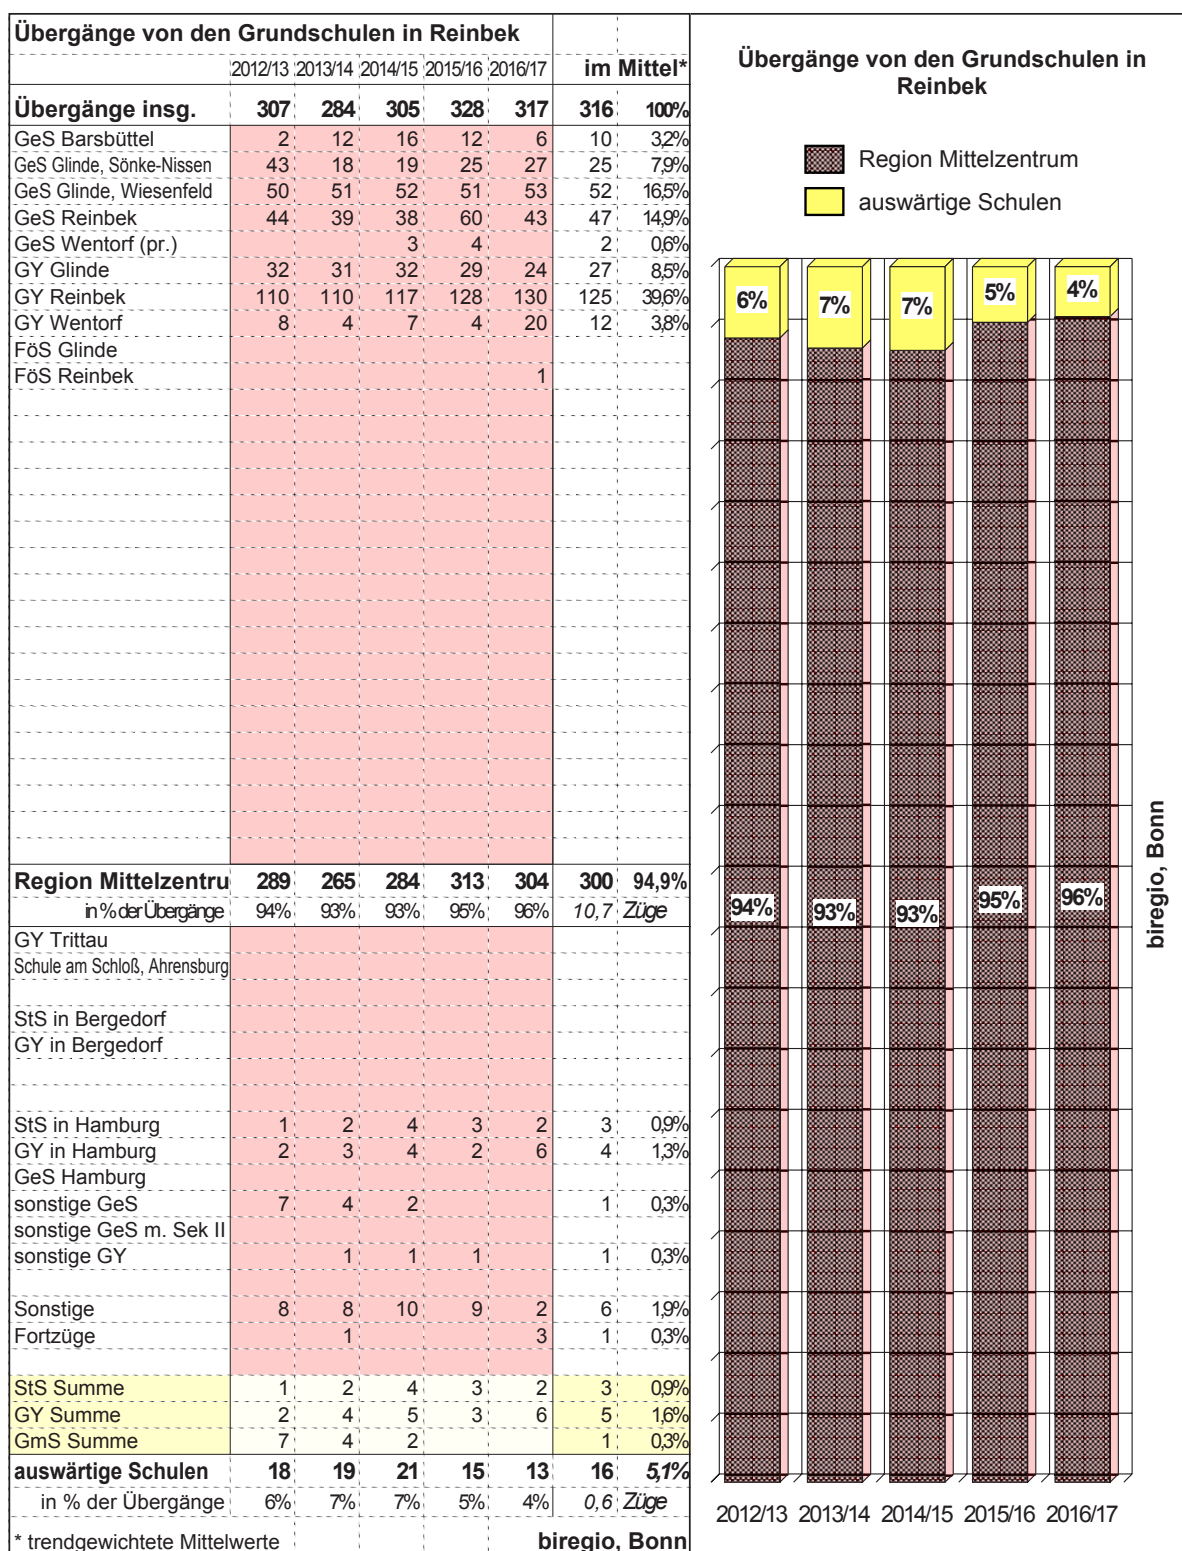 Übergänge von den Grundschulen in Reinbek
2012/13 2013/14 2014/15 2015/16 2016/17 im Mittel*
Übergänge insg. 307 284 305 328 317 316 100%
GeS Barsbüttel 2 12 16 12 6 10 3,2%
GeS Glinde, Sönke-Nissen 43 18 19 25 27 25 7,9%
GeS Glinde, Wiesenfeld 50 51 52 51 53 52 16,5%
GeS Reinbek 44 39 38 60 43 47 14,9%
GeS Wentorf (pr.) 3 4 2 0,6%
GY Glinde 32 31 32 29 24 27 8,5%
GY Reinbek 110 110 117 128 130 125 39,6%
GY Wentorf 8 4 7 4 20 12 3,8%
FöS Glinde
FöS Reinbek 1
Region Mittelzentru 289 265 284 313 304 300 94,9%
in % der Übergänge 94% 93% 93% 95% 96% 10,7 Züge
GY Trittau
Schule am Schloß, Ahrensburg
StS in Bergedorf
GY in Bergedorf
StS in Hamburg 1 2 4 3 2 3 0,9%
GY in Hamburg 2 3 4 2 6 4 1,3%
GeS Hamburg
sonstige GeS 7 4 2 1 0,3%
sonstige GeS m. Sek II
sonstige GY 1 1 1 1 0,3%
Sonstige 8 8 10 9 2 6 1,9%
Fortzüge 1 3 1 0,3%
StS Summe 1 2 4 3 2 3 0,9%
GY Summe 2 4 5 3 6 5 1,6%
GmS Summe 7 4 2 1 0,3%
auswärtige Schulen 18 19 21 15 13 16 5,1%
in % der Übergänge 6% 7% 7% 5% 4% 0,6 Züge
* trendgewichtete Mittelwerte biregio, Bonn
Übergänge von den Grundschulen in
Reinbek
Region Mittelzentrum
auswärtige Schulen
6% 7% 7% 5% 4%
94% 93% 93% 95% 96%
2012/13 2013/14 2014/15 2015/16 2016/17
biregio, Bonn